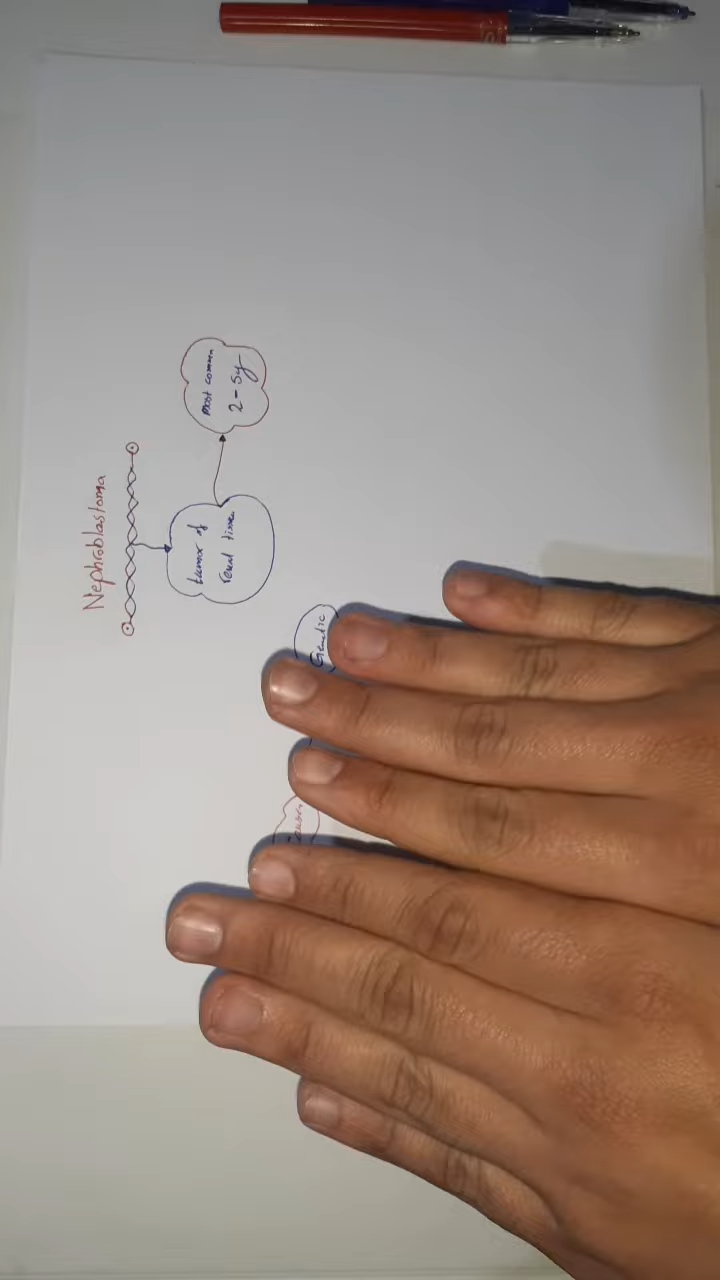 Nephroblastoma
tumor of
renal tissue
most common
2-5y
Genetic